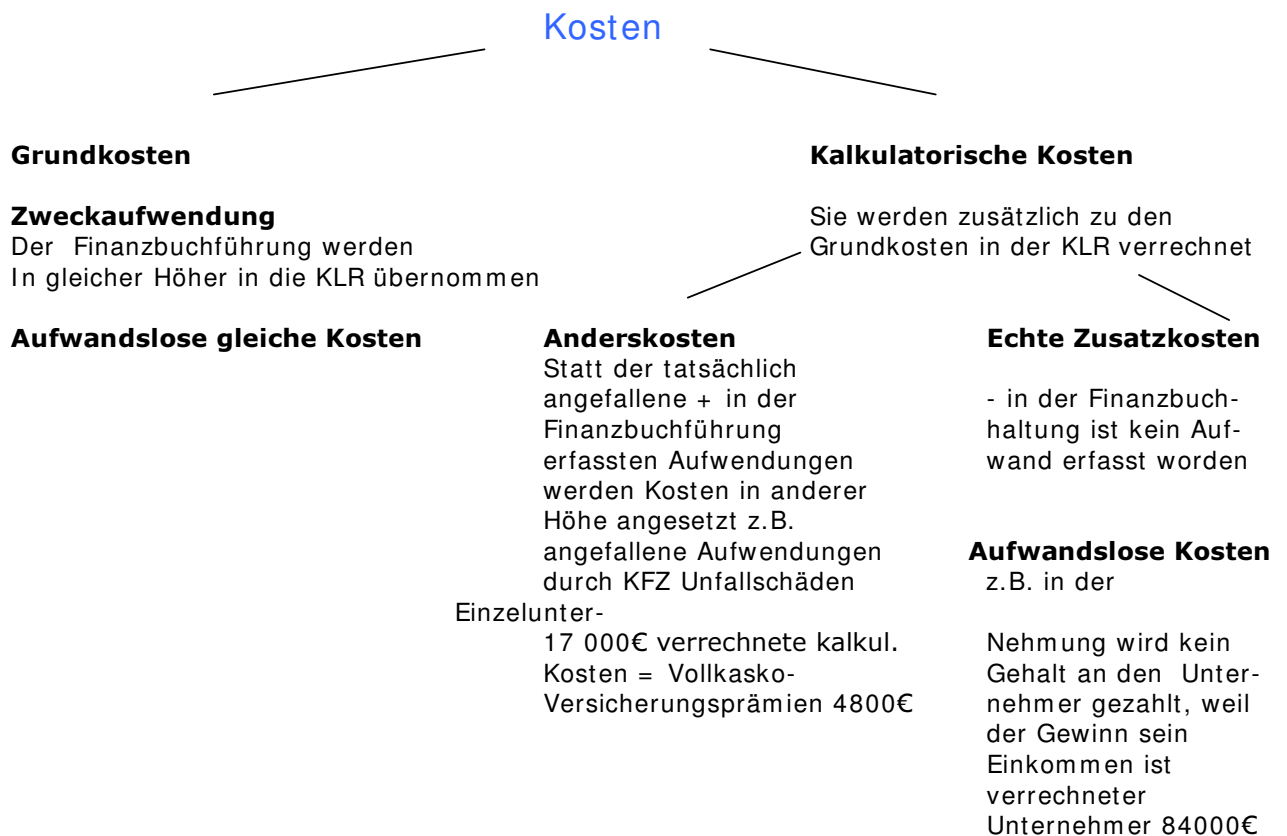 Kosten
Grundkosten
Zweckaufwendung
Der Finanzbuchführung werden
In gleicher Höher in die KLR übernommen
Aufwandslose gleiche Kosten
Kalkulatorische Kosten
Sie werden zusätzlich zu den
Grundkosten in der KLR verrechnet
Anderskosten
Statt der tatsächlich
angefallene + in der
Finanzbuchführung
erfassten Aufwendungen
werden Kosten in anderer
Höhe angesetzt z.B.
angefallene Aufwendungen
durch KFZ Unfallschäden
Einzelunter-
17 000€ verrechnete kalkul.
Kosten = Vollkasko-
Versicherungsprämien 4800€
Echte Zusatzkosten
- in der Finanzbuch-
haltung ist kein Auf-
wand erfasst worden
Aufwandslose Kosten
z.B. in der
Nehmung wird kein
Gehalt an den Unter-
nehmer gezahlt, weil
der Gewinn sein
Einkommen ist
verrechneter
Unternehmer 84000€